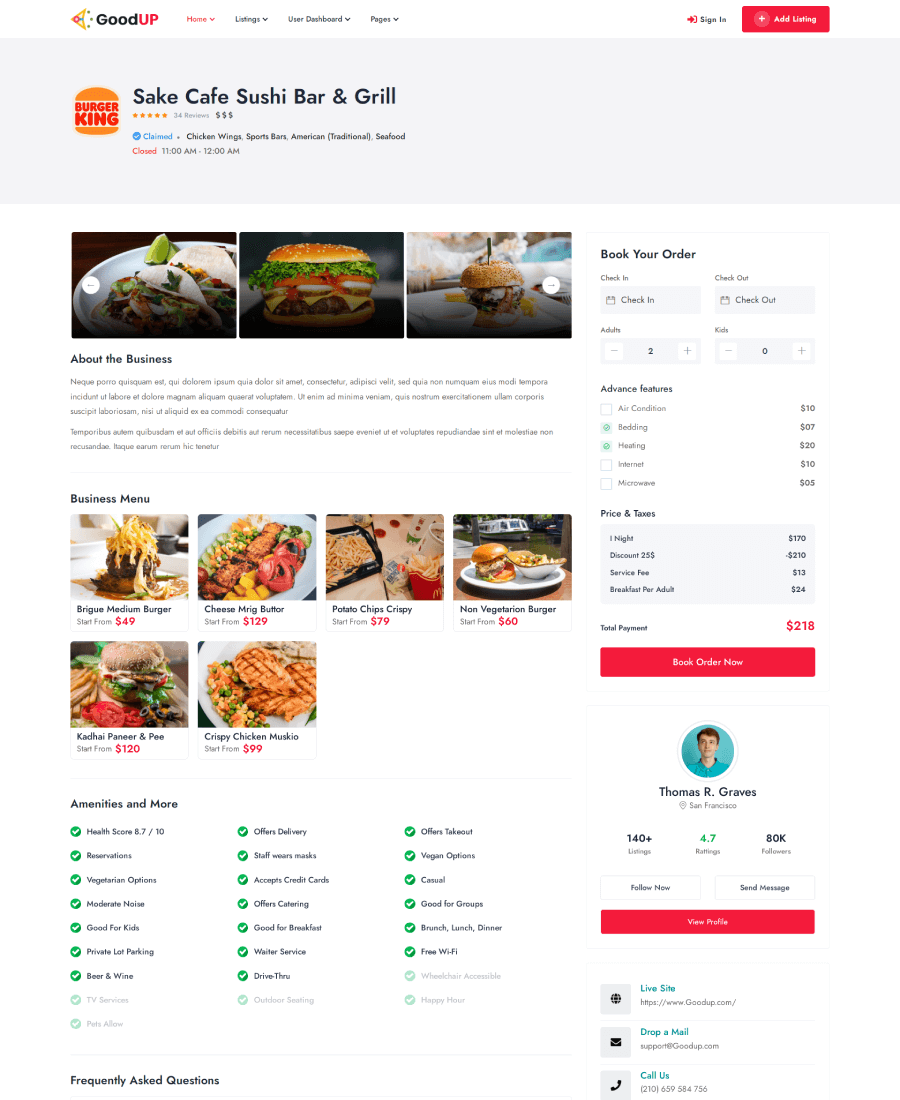 GoodUP
Home
Listings
User Dashboard
Pages
Sign In
Add Listing
BURGER
KING
Sake Cafe Sushi Bar & Grill
34 Reviews
$$$
Claimed
Chicken Wings, Sports Bars, American (Traditional), Seafood
Closed 11:00 AM - 12:00 AM
About the Business
Neque porro quisquam est, qui dolorem ipsum quia dolor sit amet, consectetur, adipisci velit, sed quia non numquam eius modi tempora
incidunt ut labore et dolore magnam aliquam quaerat voluptatem. Ut enim ad minima veniam, quis nostrum exercitationem ullam corporis
suscipit laboriosam, nisi ut aliquid ex ea commodi consequatur
Temporibus autem quibusdam et aut officiis debitis aut rerum necessitatibus saepe eveniet ut et voluptates repudiandae sint et molestiae non
recusandae. Itaque earum rerum hic tenetur
Business Menu
Brigue Medium Burger
Start From $49
Cheese Mrig Buttor
Start From $129
Potato Chips Crispy
Start From $79
Non Vegetarion Burger
Start From $60
Kadhai Paneer & Pee
Start From $120
Crispy Chicken Muskio
Start From $99
Amenities and More
Health Score 8.7 / 10
Offers Delivery
Offers Takeout
Reservations
Staff wears masks
Vegan Options
Vegetarian Options
Accepts Credit Cards
Casual
Moderate Noise
Offers Catering
Good for Groups
Good For Kids
Good for Breakfast
Brunch, Lunch, Dinner
Private Lot Parking
Waiter Service
Free Wi-Fi
Beer & Wine
Drive-Thru
Wheelchair Accessible
TV Services
Outdoor Seating
Happy Hour
Pets Allow
Frequently Asked Questions
Book Your Order
Check In
Check Out
Check In
Check Out
Adults
Kids
2
0
Advance features
Air Condition $10
Bedding $07
Heating $20
Internet $10
Microwave $05
Price & Taxes
I Night $170
Discount 25$ -$210
Service Fee $13
Breakfast Per Adult $24
Total Payment $218
Book Order Now
Thomas R. Graves
San Francisco
140+
Listings
4.7
Rattings
80K
Followers
Follow Now
Send Message
View Profile
Live Site
https://www.Goodup.com/
Drop a Mail
support@Goodup.com
Call Us
(210) 659 584 756